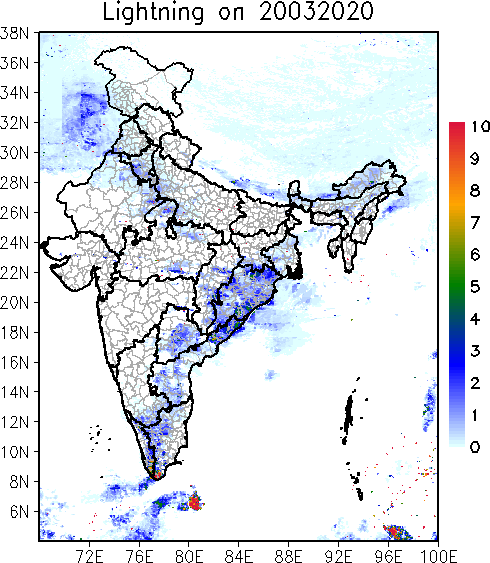 Lightning on 20032020
38N
36N
34N
32N
30N
28N
26N
24N
22N
20N
18N
16N
14N
12N
10N
8N
6N
72E 76E 80E 84E 88E 92E 96E 100E
10
9
8
7
6
5
4
3
2
1
0